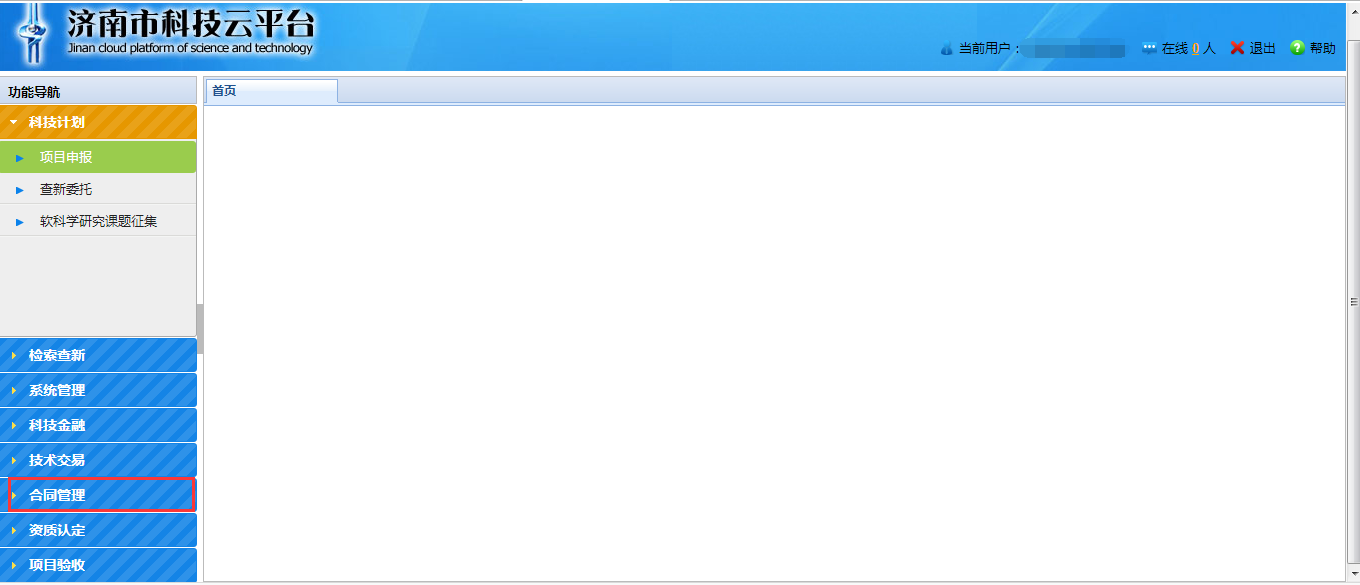 济南市科技云平台
Jinan cloud platform of science and technology
当前用户：
在线0人
退出
帮助
功能导航
首页
科技计划
项目申报
查新委托
软科学研究课题征集
检索查新
系统管理
科技金融
技术交易
合同管理
资质认定
项目验收